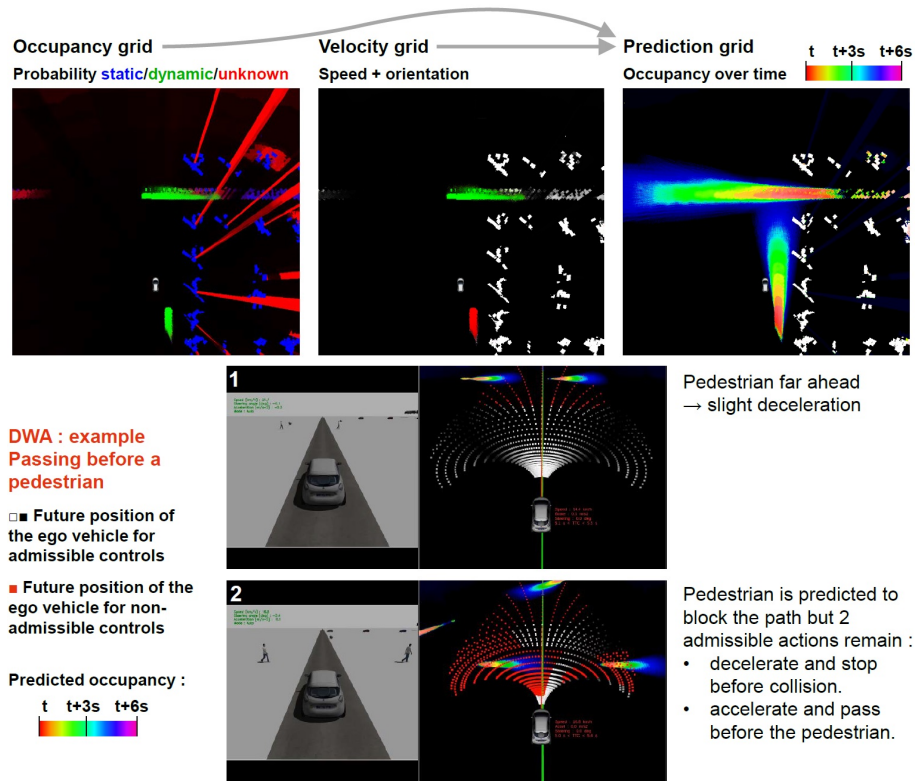 Occupancy grid
Probability static/dynamic/unknown
Velocity grid
Speed + orientation
Prediction grid
Occupancy over time
t t+3s t+6s
1
Pedestrian far ahead
→ slight deceleration
DWA : example
Passing before a
pedestrian
□■ Future position of
the ego vehicle for
admissible controls
■ Future position of the
ego vehicle for non-
admissible controls
Predicted occupancy :
t t+3s t+6s
2
Pedestrian is predicted to
block the path but 2
admissible actions remain :
• decelerate and stop
before collision.
• accelerate and pass
before the pedestrian.